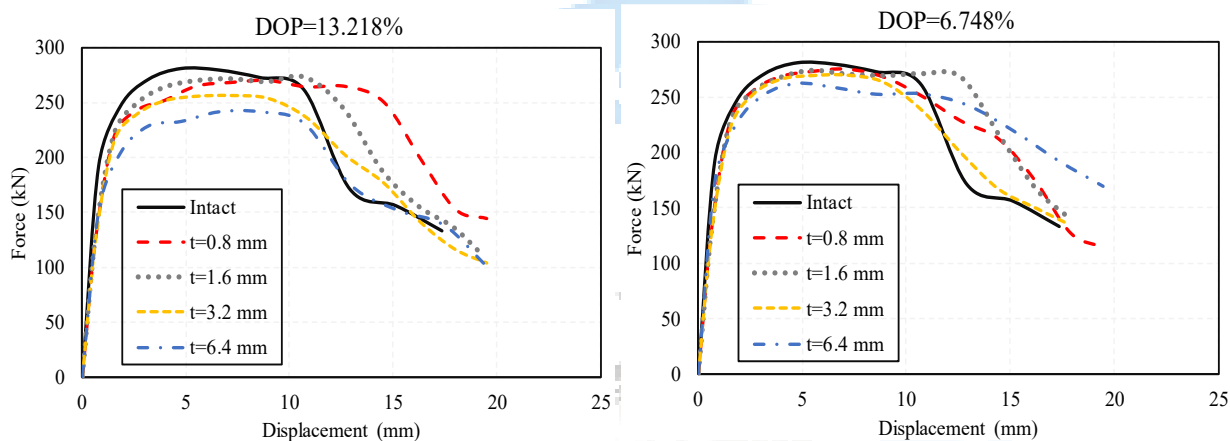 DOP=13.218%
300
250
200
150
100
50
0
Force (kN)
Intact
t=0.8 mm
t=1.6 mm
t=3.2 mm
t=6.4 mm
0 5 10 15 20 25
Displacement (mm)
DOP=6.748%
300
250
200
150
100
50
0
Force (kN)
Intact
t=0.8 mm
t=1.6 mm
t=3.2 mm
t=6.4 mm
0 5 10 15 20 25
Displacement (mm)